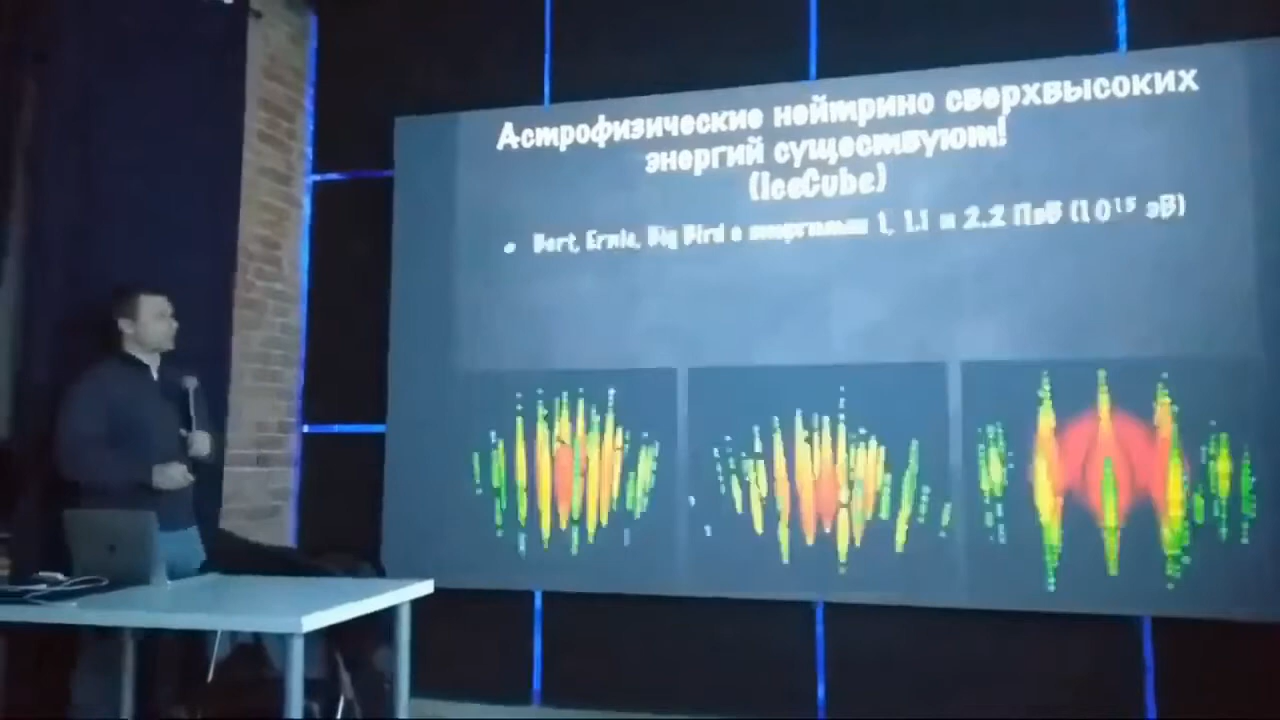 Астрофизические нейтрино сверхвысоких
энергий существуют!
(IceCube)
• Bert, Ernie, Big Bird с энергиями 1, 1.1 и 2.2 ПэВ (10¹⁵ эВ)